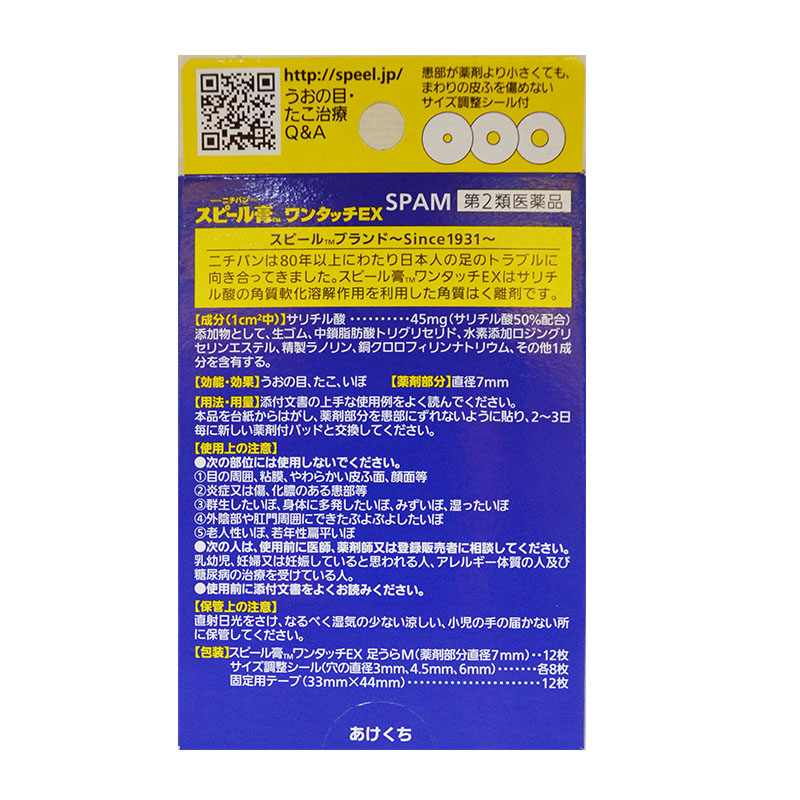 http://speel.jp/
うおの目・
たこ治療
Q&A
患部が薬剤より小さくても、
まわりの皮ふを傷めない
サイズ調整シール付
ニチバン
スピール膏™ ワンタッチEX SPAM 第2類医薬品
スピール™ブランド〜Since1931〜
ニチバンは80年以上にわたり日本人の足のトラブルに
向き合ってきました。スピール膏™ワンタッチEXはサリチ
ル酸の角質軟化溶解作用を利用した角質はく離剤です。
【成分(1cm²中)】サリチル酸 ・・・・・・・・・・45mg(サリチル酸50%配合)
添加物として、生ゴム、中鎖脂肪酸トリグリセリド、水素添加ロジングリ
セリンエステル、精製ラノリン、銅クロロフィリンナトリウム、その他1成
分を含有する。
【効能・効果】うおの目、たこ、いぼ 【薬剤部分】直径7mm
【用法・用量】添付文書の上手な使用例をよく読んでください。
本品を台紙からはがし、薬剤部分を患部にずれないように貼り、2〜3日
毎に新しい薬剤付パッドと交換してください。
【使用上の注意】
●次の部位には使用しないでください。
①目の周囲、粘膜、やわらかい皮ふ面、顔面等
②炎症又は傷、化膿のある患部等
③群生したいぼ、身体に多発したいぼ、みずいぼ、湿ったいぼ
④外陰部や肛門周囲にできたぶよぶよしたいぼ
⑤老人性いぼ、若年性扁平いぼ
●次の人は、使用前に医師、薬剤師又は登録販売者に相談してください。
乳幼児、妊婦又は妊娠していると思われる人、アレルギー体質の人及び
糖尿病の治療を受けている人。
●使用前に添付文書をよくお読みください。
【保管上の注意】
直射日光をさけ、なるべく湿気の少ない涼しい、小児の手の届かない所
に保管してください。
【包装】スピール膏™ワンタッチEX 足うらM(薬剤部分直径7mm)・・12枚
サイズ調整シール(穴の直径3mm、4.5mm、6mm)・・・・・・・各8枚
固定用テープ(33mm×44mm)・・・・・・・・・・・・・・・・・・・・・・12枚
あけくち